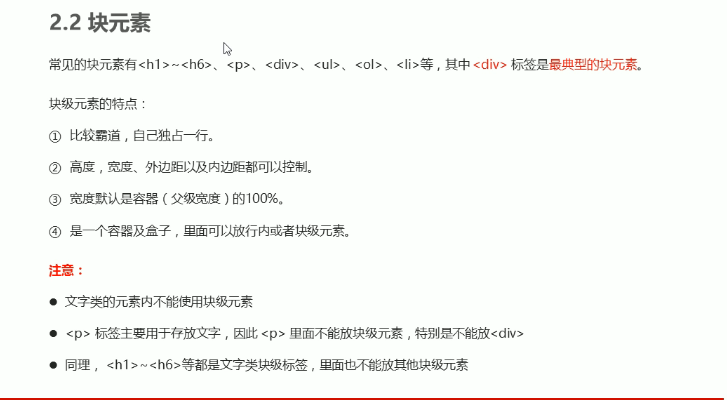 2.2 块元素
常见的块元素有<h1>~<h6>、<p>、<div>、<ul>、<ol>、<li>等，其中 <div> 标签是最典型的块元素。
块级元素的特点：
① 比较霸道，自己独占一行。
② 高度，宽度、外边距以及内边距都可以控制。
③ 宽度默认是容器（父级宽度）的100%。
④ 是一个容器及盒子，里面可以放行内或者块级元素。
注意：
● 文字类的元素内不能使用块级元素
● <p> 标签主要用于存放文字，因此 <p> 里面不能放块级元素，特别是不能放<div>
● 同理， <h1>~<h6>等都是文字类块级标签，里面也不能放其他块级元素